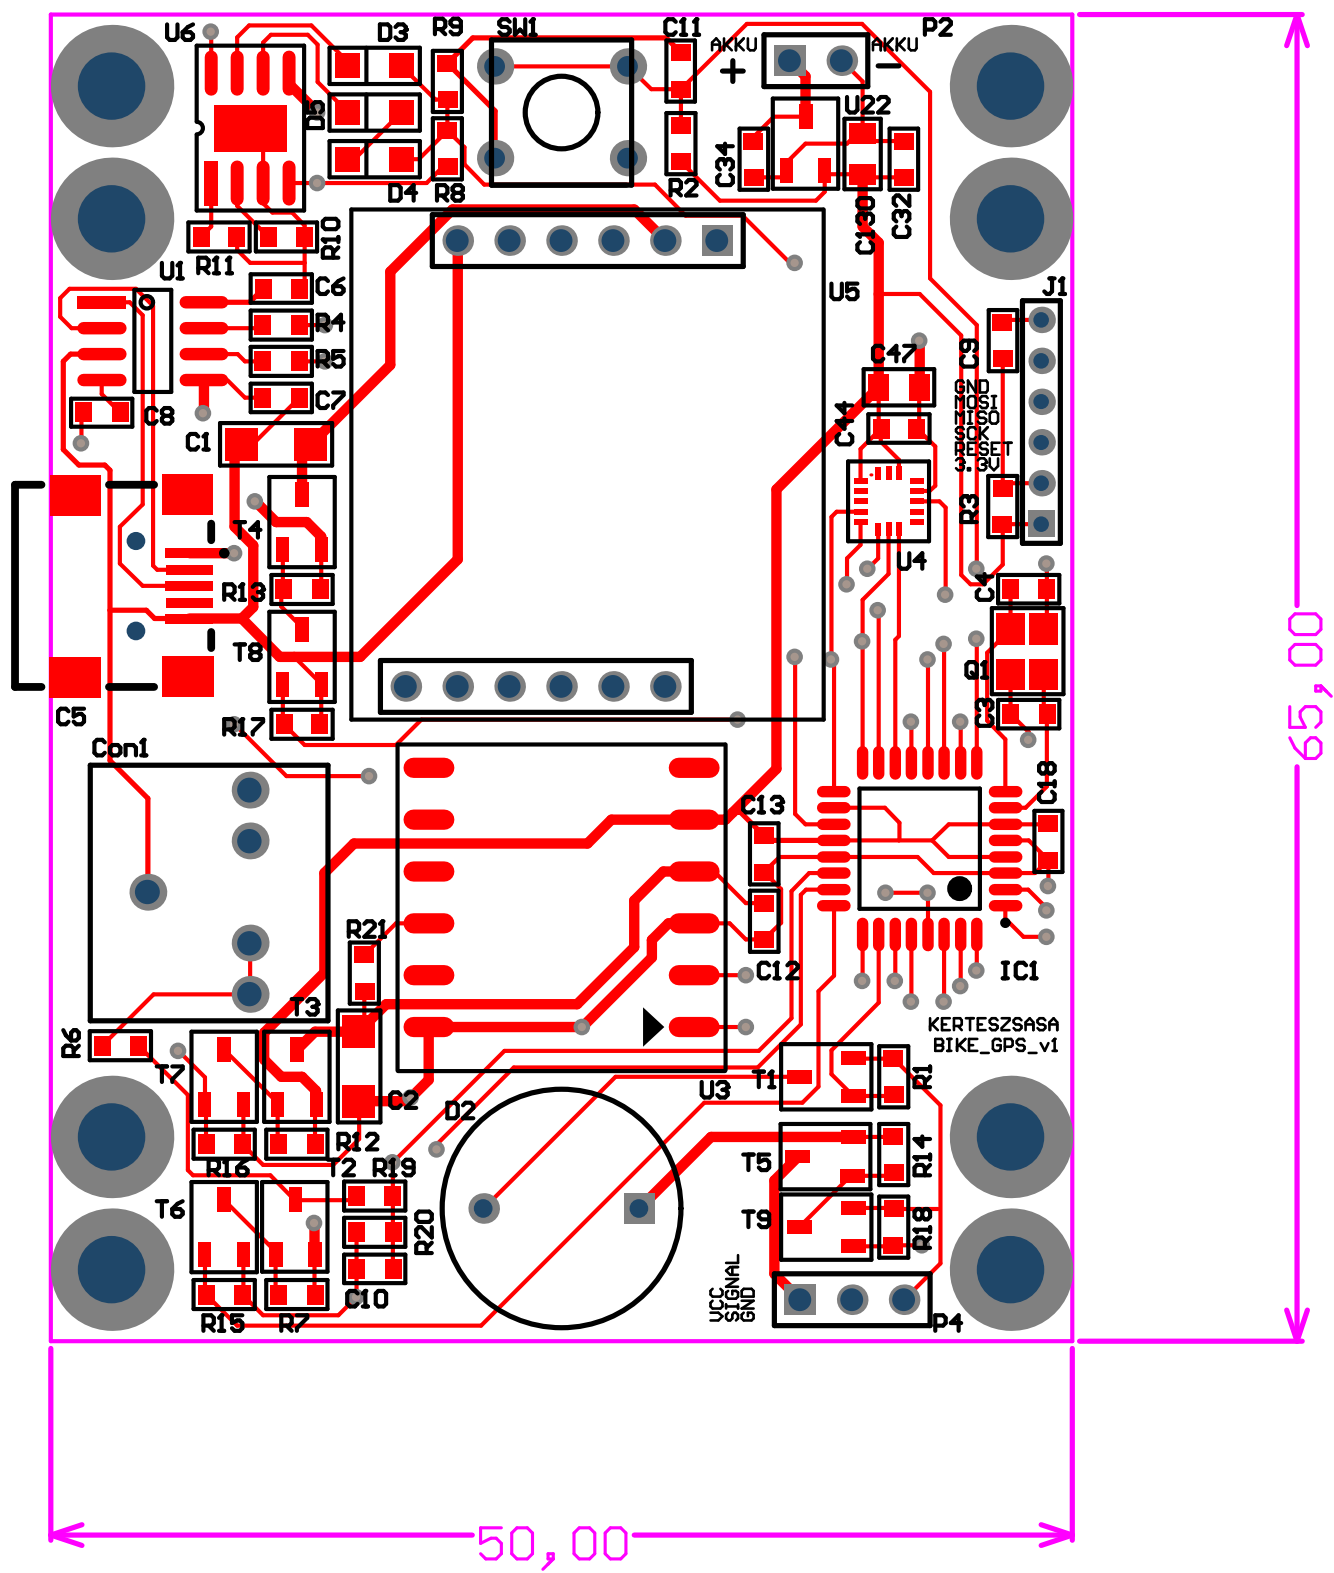 R9
SW1
C11
P2
U6
D3
AKKU
AKKU
+
−
D5
U22
C34
D4
R8
R2
C130
C32
R11
R10
U1
C6
U5
J1
R4
C9
R5
C47
C7
GND
MOSI
MISO
SCK
RESET
3.3V
C8
C1
C44
T4
R3
U4
R13
C4
T8
Q1
C5
R17
C3
Con1
C18
C13
R21
C12
IC1
T3
KERTESZSASA
BIKE_GPS_v1
R6
T7
T1
R1
U3
C2
D2
R12
R16
T2
R19
T5
R14
T6
R20
T9
R18
C10
VCC
SIGNAL
GND
R15
R7
P4
65,00
50,00